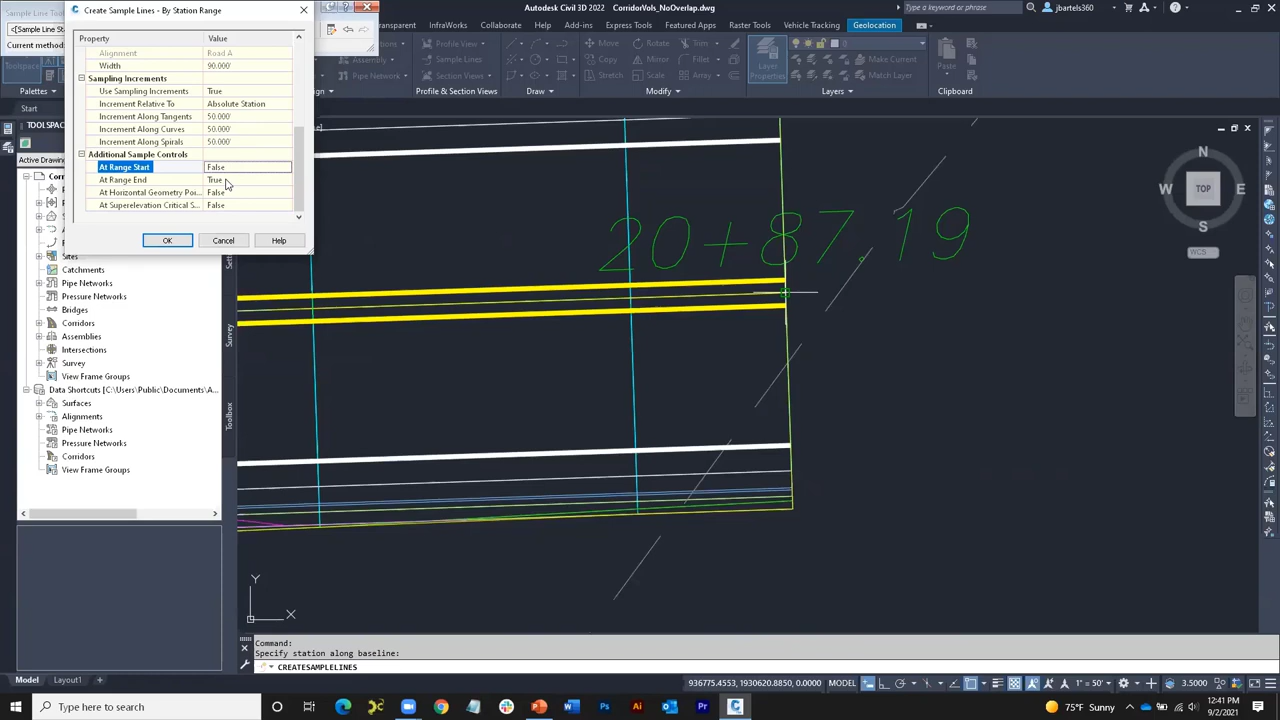 Create Sample Lines - By Station Range
Autodesk Civil 3D 2022 CorridorVols_NoOverlap.dwg
Type a keyword or phrase
jbartels360
Transparent InfraWorks Collaborate Help Add-ins Featured Apps Express Tools Raster Tools Vehicle Tracking Geolocation
Property Value
Alignment Road A
Width 90.000'
Sampling Increments
Use Sampling Increments True
Increment Relative To Absolute Station
Increment Along Tangents 50.000'
Increment Along Curves 50.000'
Increment Along Spirals 50.000'
Additional Sample Controls
At Range Start False
At Range End True
At Horizontal Geometry Poi... False
At Superelevation Critical S... False
OK Cancel Help
Current method:
Toolspace
Palettes
Start
TOOLSPACE
Active Drawing
Assembly
Pipe Network
Profile View
Sample Lines
Profile & Section Views
Draw
Move Rotate Trim
Copy Mirror Fillet
Stretch Scale Array
Modify
Layer Properties
0
Make Current
Match Layer
Layers
Paste
Clipboard
Sites
Catchments
Pipe Networks
Pressure Networks
Bridges
Corridors
Assemblies
Intersections
Survey
View Frame Groups
Data Shortcuts [C:\Users\Public\Documents\A...
Surfaces
Alignments
Pipe Networks
Pressure Networks
Corridors
View Frame Groups
Survey
Toolbox
20+87.19
N
W TOP E
S
WCS
Y
X
Command:
Specify station along baseline:
CREATESAMPLELINES
Model Layout1 +
936775.4553, 1930620.8850, 0.0000 MODEL
1" = 50'
3.5000
Type here to search
75°F Sunny
12:41 PM
9/2/2021